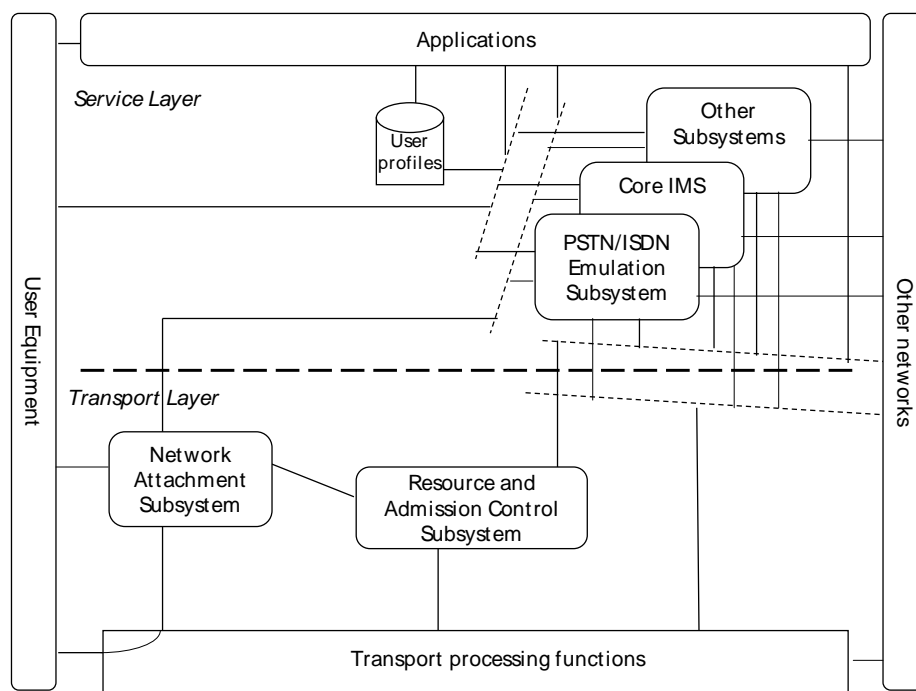 Applications
Service Layer
User
profiles
Other
Subsystems
Core IMS
PSTN/ISDN
Emulation
Subsystem
User Equipment
Other networks
Transport Layer
Network
Attachment
Subsystem
Resource and
Admission Control
Subsystem
Transport processing functions